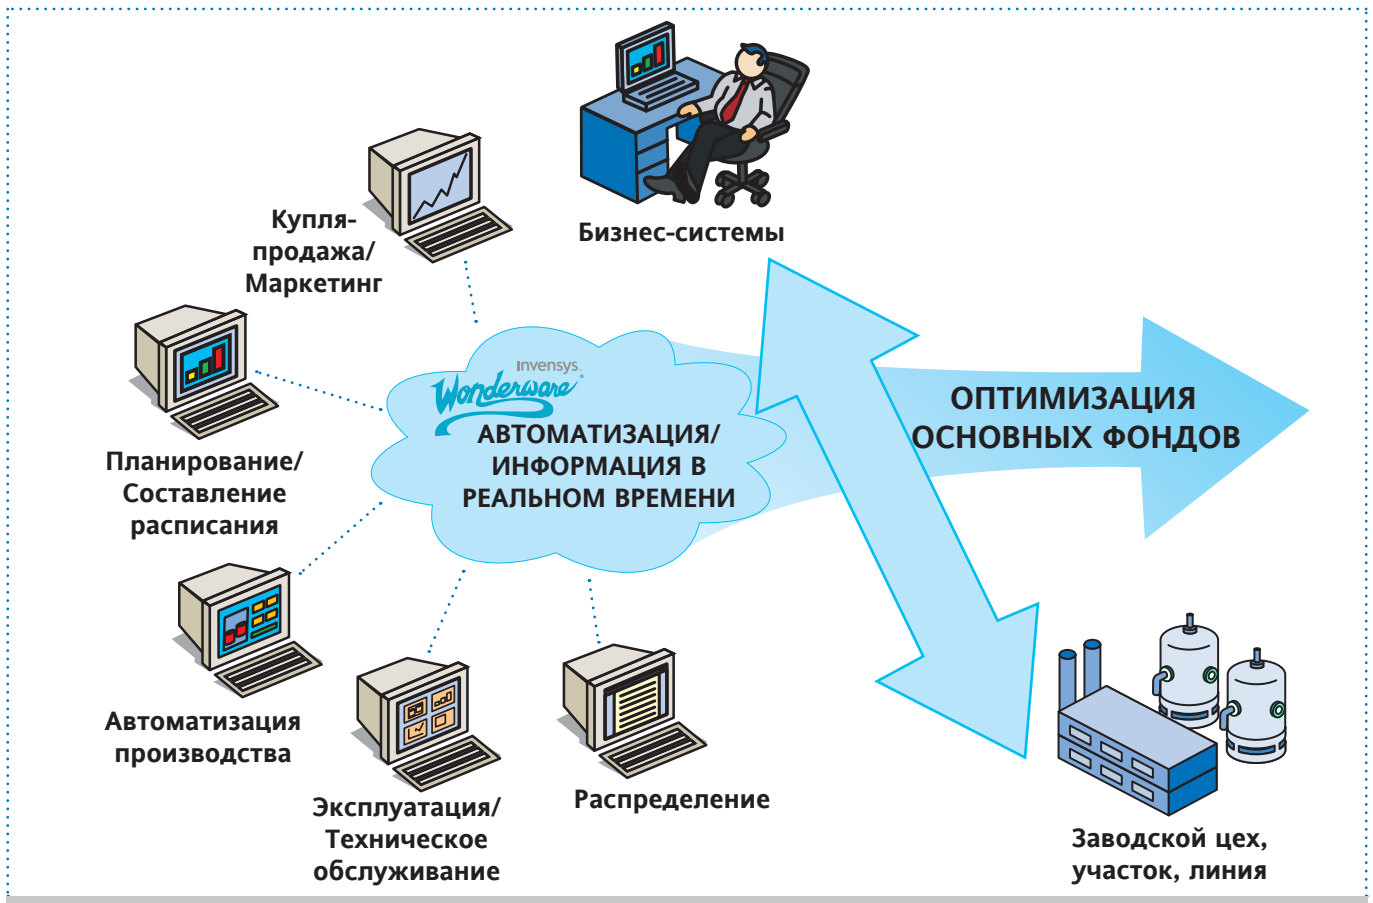 Бизнес-системы
Купля-
продажа/
Маркетинг
Планирование/
Составление
расписания
Автоматизация
производства
Эксплуатация/
Техническое
обслуживание
Распределение
invensys
Wonderware
АВТОМАТИЗАЦИЯ/
ИНФОРМАЦИЯ В
РЕАЛЬНОМ ВРЕМЕНИ
ОПТИМИЗАЦИЯ
ОСНОВНЫХ ФОНДОВ
Заводской цех,
участок, линия